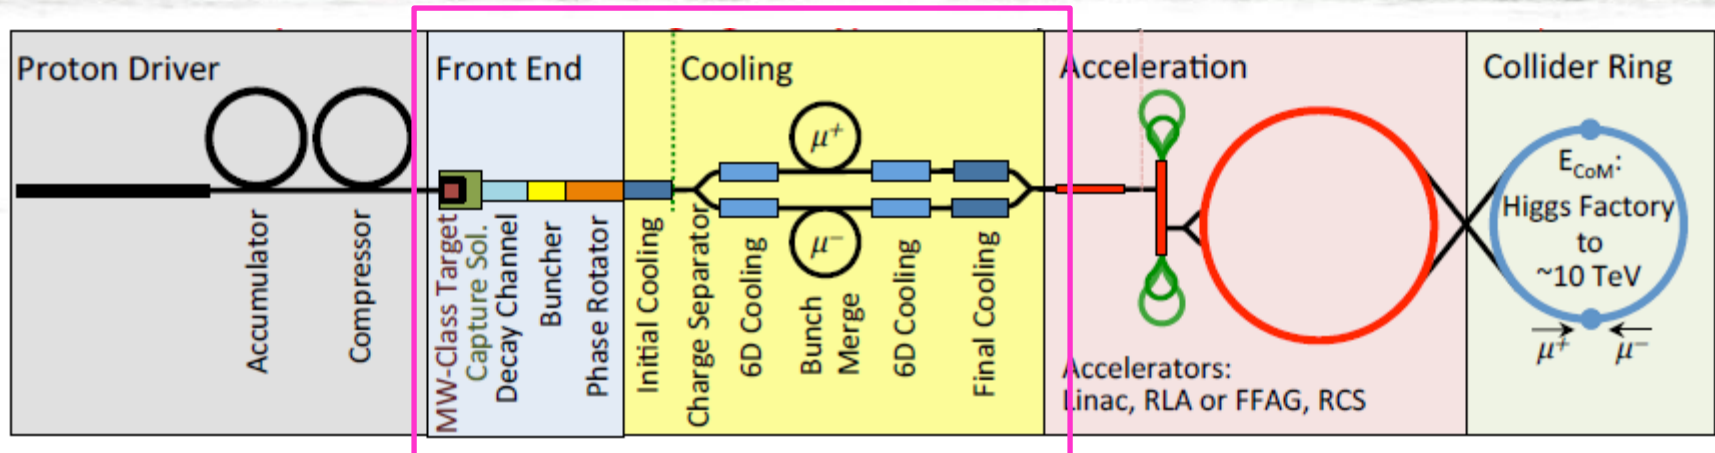 Proton Driver
Accumulator
Compressor
Front End
MW-Class Target
Capture Sol.
Decay Channel
Buncher
Phase Rotator
Cooling
Initial Cooling
Charge Separator
6D Cooling
μ+
μ−
Bunch
Merge
6D Cooling
Final Cooling
Acceleration
Accelerators:
Linac, RLA or FFAG, RCS
Collider Ring
ECoM:
Higgs Factory
to
~10 TeV
μ+ μ−